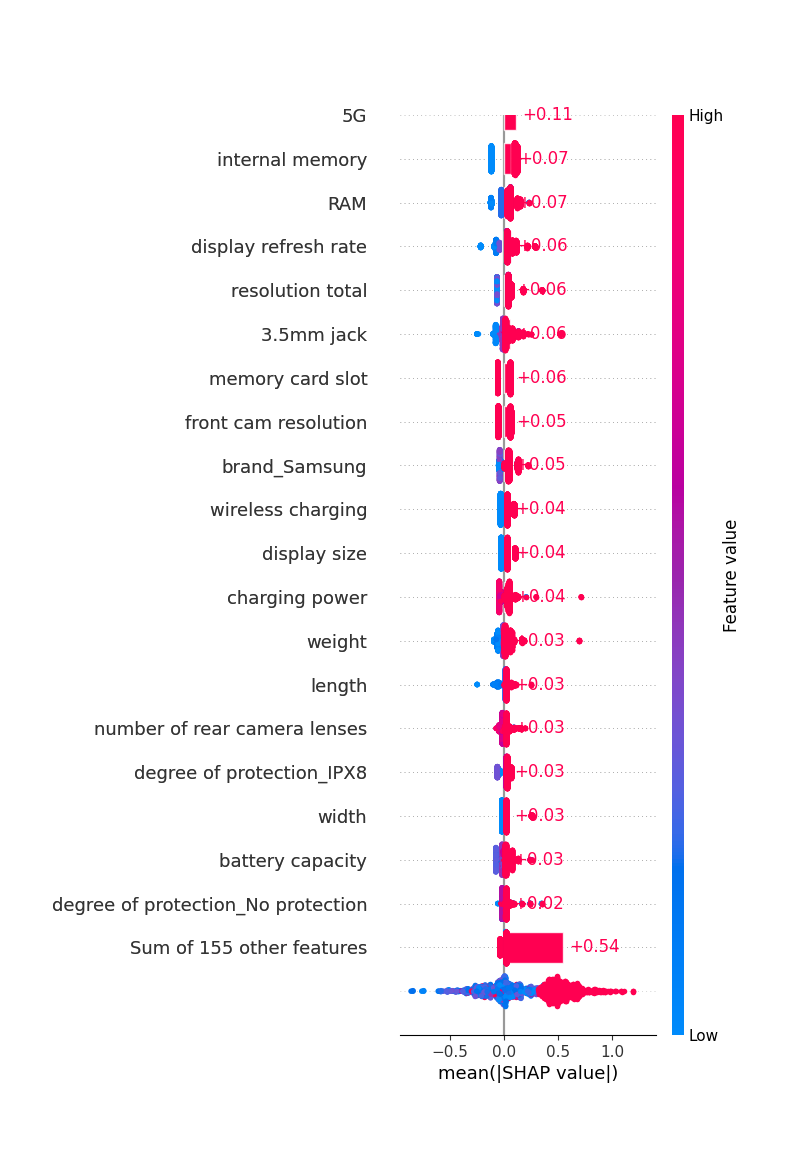 5G +0.11 High
internal memory +0.07
RAM +0.07
display refresh rate +0.06
resolution total +0.06
3.5mm jack +0.06
memory card slot +0.06
front cam resolution +0.05
brand_Samsung +0.05
wireless charging +0.04
display size +0.04
charging power +0.04
weight +0.03
length +0.03
number of rear camera lenses +0.03
degree of protection_IPX8 +0.03
width +0.03
battery capacity +0.03
degree of protection_No protection +0.02
Sum of 155 other features +0.54
Feature value
Low
−0.5 0.0 0.5 1.0
mean(|SHAP value|)